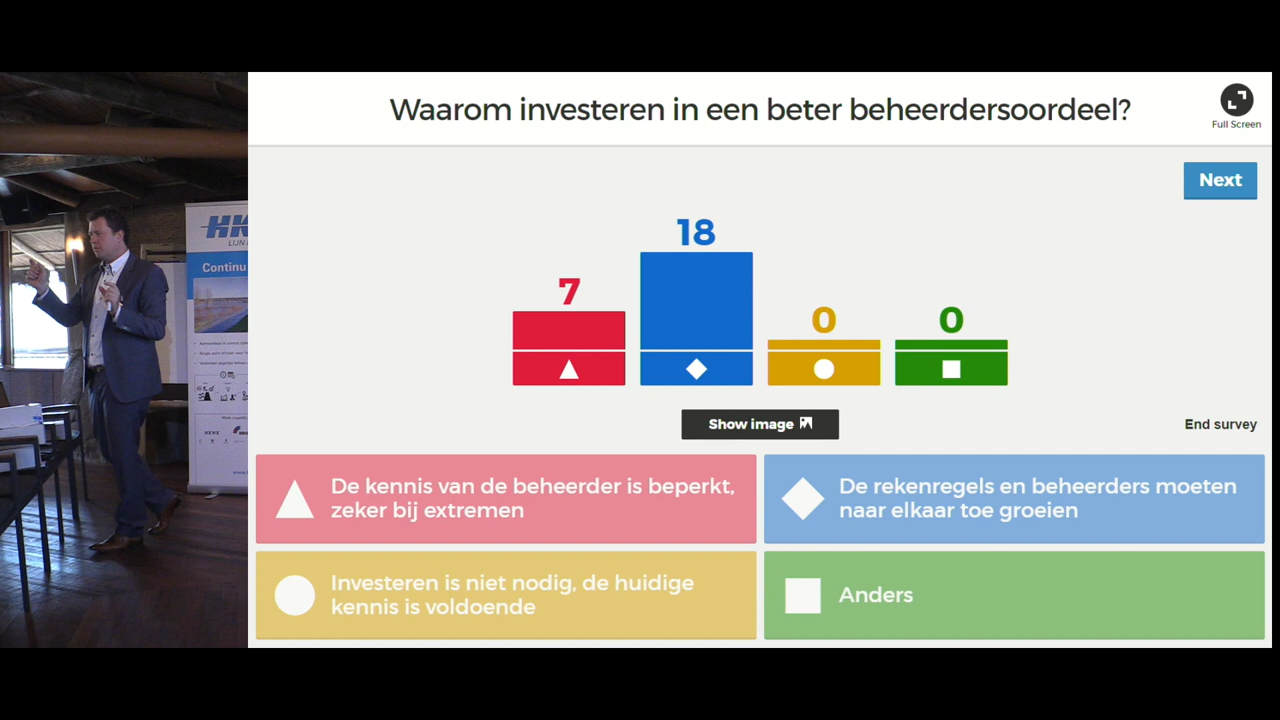 Waarom investeren in een beter beheerdersoordeel?
Full Screen
Next
7
18
0
0
Show image
End survey
De kennis van de beheerder is beperkt,
zeker bij extremen
De rekenregels en beheerders moeten
naar elkaar toe groeien
Investeren is niet nodig, de huidige
kennis is voldoende
Anders
HK
LIJN
Continu